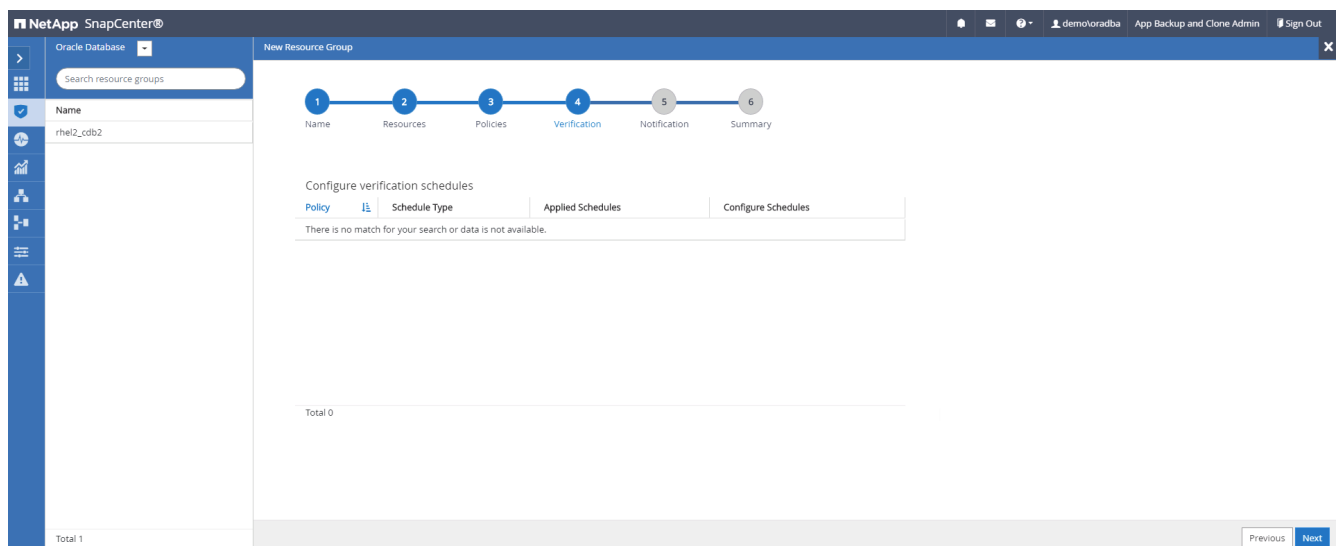 NetApp SnapCenter®
demo\oradba App Backup and Clone Admin Sign Out
Oracle Database
New Resource Group
Search resource groups
Name
rhel2_cdb2
1 2 3 4 5 6
Name Resources Policies Verification Notification Summary
Configure verification schedules
Policy Schedule Type Applied Schedules Configure Schedules
There is no match for your search or data is not available.
Total 0
Total 1
Previous Next